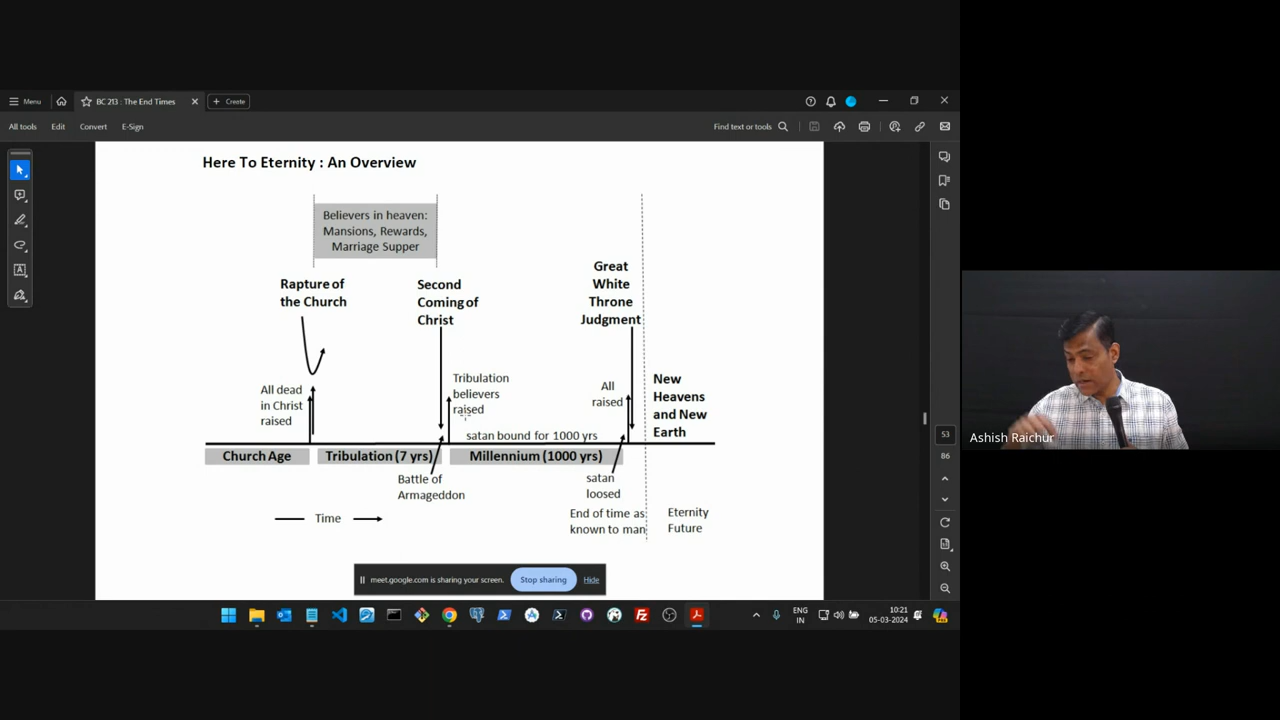 Menu
BC 213 : The End Times
Create
All tools
Edit
Convert
E-Sign
Find text or tools
Here To Eternity : An Overview
Believers in heaven:
Mansions, Rewards,
Marriage Supper
Rapture of
the Church
Second
Coming of
Christ
Great
White
Throne
Judgment
All dead
in Christ
raised
Tribulation
believers
raised
All
raised
New
Heavens
and New
Earth
satan bound for 1000 yrs
Church Age
Tribulation (7 yrs)
Millennium (1000 yrs)
Battle of
Armageddon
satan
loosed
Time
End of time as
known to man
Eternity
Future
53
86
meet.google.com is sharing your screen.
Stop sharing
Hide
ENG
IN
10:21
05-03-2024
Ashish Raichur